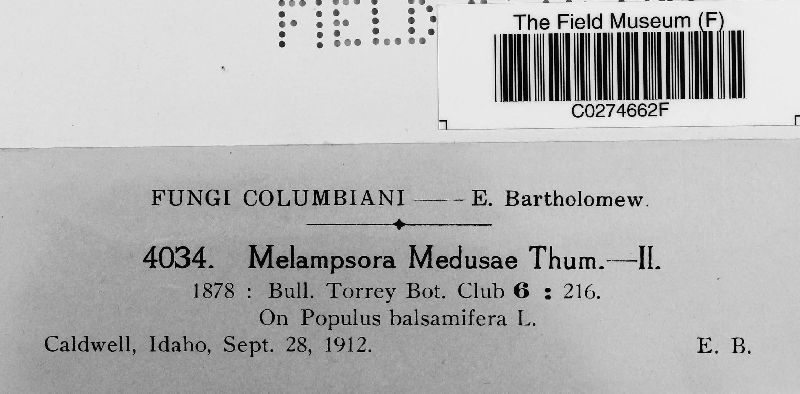 FIELD
The Field Museum (F)
C0274662F
FUNGI COLUMBIANI —— E. Bartholomew.
4034. Melampsora Medusae Thum.—II.
1878 : Bull. Torrey Bot. Club 6 : 216.
On Populus balsamifera L.
Caldwell, Idaho, Sept. 28, 1912. E. B.